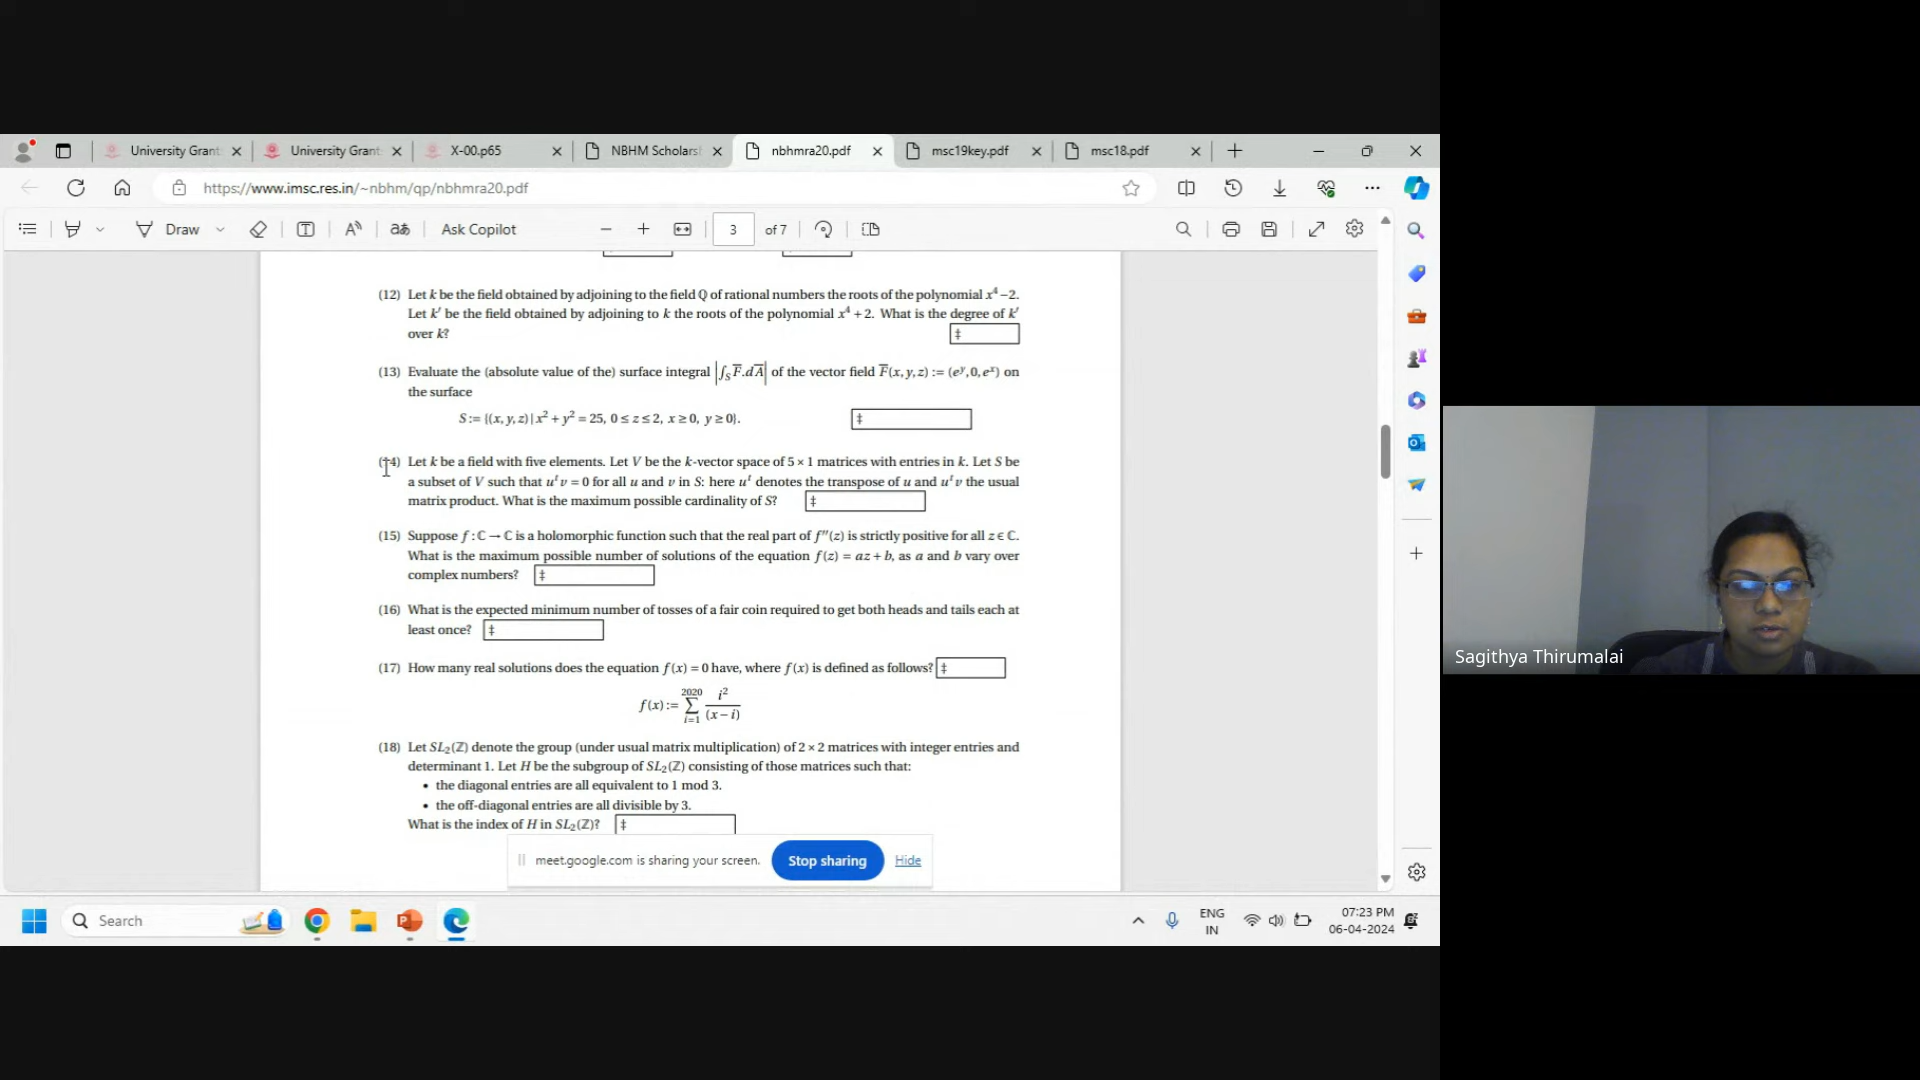 University Grant
University Grant
X-00.p65
NBHM Scholars
nbhmra20.pdf
msc19key.pdf
msc18.pdf
https://www.imsc.res.in/~nbhm/qp/nbhmra20.pdf
Draw
aあ
Ask Copilot
3
of 7
(12) Let k be the field obtained by adjoining to the field ℚ of rational numbers the roots of the polynomial x⁴−2.
Let k′ be the field obtained by adjoining to k the roots of the polynomial x⁴ + 2. What is the degree of k′
over k? ‡
(13) Evaluate the (absolute value of the) surface integral |∫_S F̅.dA̅| of the vector field F̅(x, y, z) := (e^y, 0, e^x) on
the surface
S := {(x, y, z) | x² + y² = 25, 0 ≤ z ≤ 2, x ≥ 0, y ≥ 0}. ‡
(14) Let k be a field with five elements. Let V be the k-vector space of 5 × 1 matrices with entries in k. Let S be
a subset of V such that uᵗv = 0 for all u and v in S: here uᵗ denotes the transpose of u and uᵗv the usual
matrix product. What is the maximum possible cardinality of S? ‡
(15) Suppose f : ℂ → ℂ is a holomorphic function such that the real part of f″(z) is strictly positive for all z ∈ ℂ.
What is the maximum possible number of solutions of the equation f(z) = az + b, as a and b vary over
complex numbers? ‡
(16) What is the expected minimum number of tosses of a fair coin required to get both heads and tails each at
least once? ‡
(17) How many real solutions does the equation f(x) = 0 have, where f(x) is defined as follows? ‡
f(x) := ∑_{i=1}^{2020} i²/(x − i)
(18) Let SL₂(ℤ) denote the group (under usual matrix multiplication) of 2 × 2 matrices with integer entries and
determinant 1. Let H be the subgroup of SL₂(ℤ) consisting of those matrices such that:
• the diagonal entries are all equivalent to 1 mod 3.
• the off-diagonal entries are all divisible by 3.
What is the index of H in SL₂(ℤ)? ‡
meet.google.com is sharing your screen.
Stop sharing
Hide
Search
ENG
IN
07:23 PM
06-04-2024
Sagithya Thirumalai